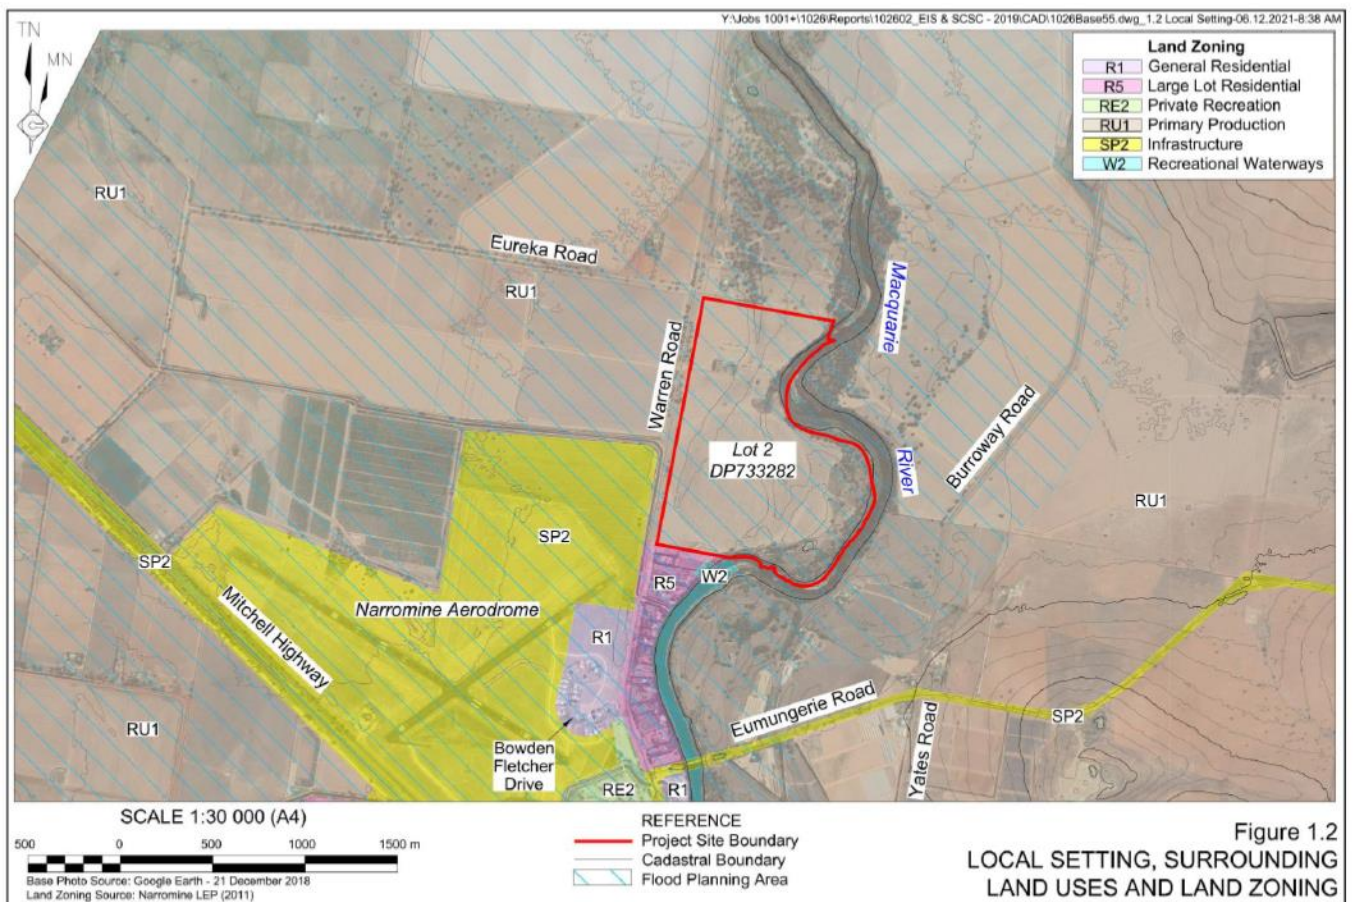 Y:\Jobs 1001+\1026\Reports\102602_EIS & SCSC - 2019\CAD\1026Base55.dwg_1.2 Local Setting-06.12.2021-8:38 AM
TN
MN
Land Zoning
R1 General Residential
R5 Large Lot Residential
RE2 Private Recreation
RU1 Primary Production
SP2 Infrastructure
W2 Recreational Waterways
RU1
Eureka Road
RU1
Macquarie
Warren Road
Burroway Road
Lot 2
DP733282
River
RU1
SP2
SP2
R5
W2
Mitchell Highway
Narromine Aerodrome
R1
Eumungerie Road
SP2
Yates Road
RU1
Bowden
Fletcher
Drive
RE2
R1
SCALE 1:30 000 (A4)
500 0 500 1000 1500 m
Base Photo Source: Google Earth - 21 December 2018
Land Zoning Source: Narromine LEP (2011)
REFERENCE
Project Site Boundary
Cadastral Boundary
Flood Planning Area
Figure 1.2
LOCAL SETTING, SURROUNDING
LAND USES AND LAND ZONING